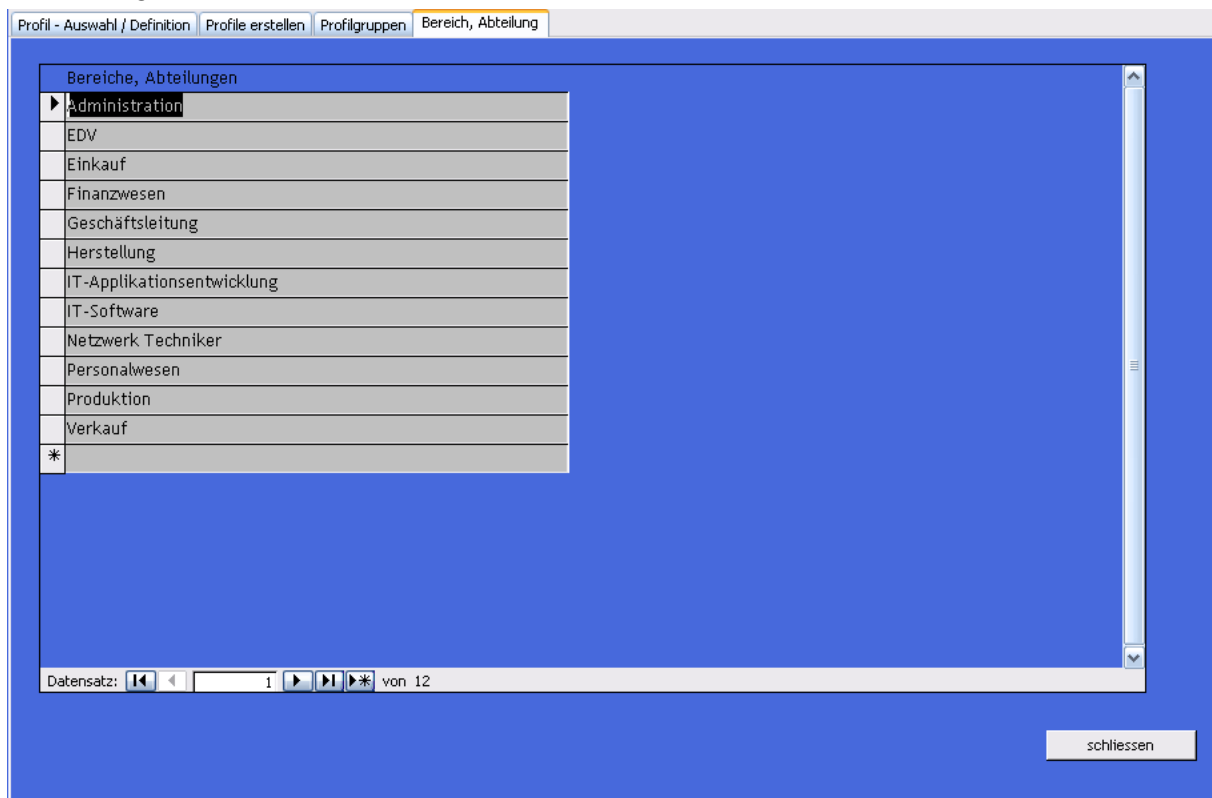 Profil - Auswahl / Definition Profile erstellen Profilgruppen Bereich, Abteilung
Bereiche, Abteilungen
Administration
EDV
Einkauf
Finanzwesen
Geschäftsleitung
Herstellung
IT-Applikationsentwicklung
IT-Software
Netzwerk Techniker
Personalwesen
Produktion
Verkauf
Datensatz: 1 von 12
schliessen